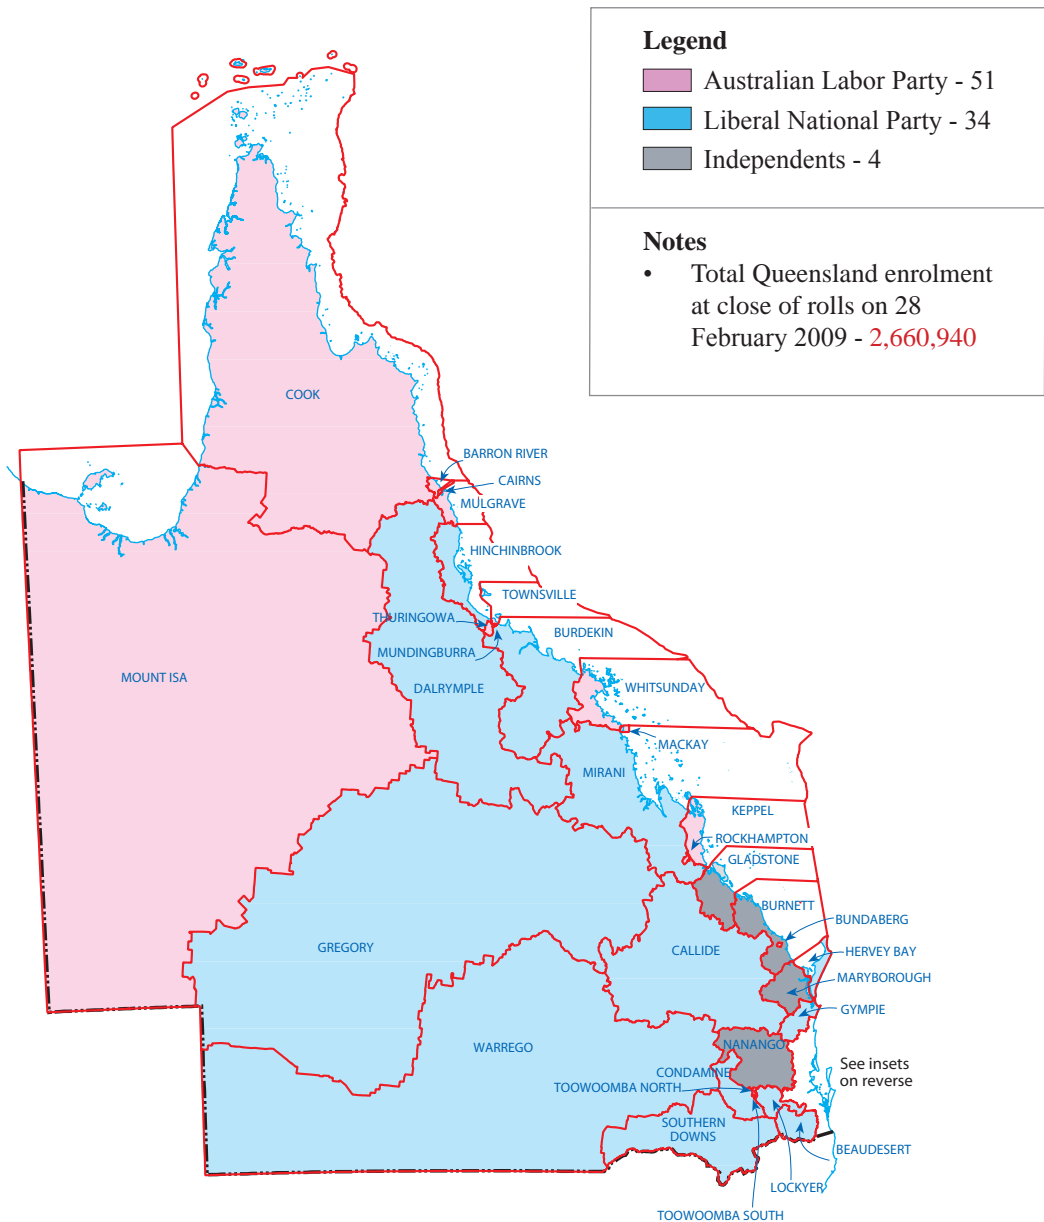 Legend
Australian Labor Party - 51
Liberal National Party - 34
Independents - 4
Notes
• Total Queensland enrolment
at close of rolls on 28
February 2009 - 2,660,940
COOK
BARRON RIVER
CAIRNS
MULGRAVE
HINCHINBROOK
TOWNSVILLE
THURINGOWA
BURDEKIN
MUNDINGBURRA
MOUNT ISA
DALRYMPLE
WHITSUNDAY
MACKAY
MIRANI
KEPPEL
ROCKHAMPTON
GLADSTONE
BURNETT
BUNDABERG
GREGORY
CALLIDE
HERVEY BAY
MARYBOROUGH
GYMPIE
WARREGO
NANANGO
See insets
on reverse
CONDAMINE
TOOWOOMBA NORTH
SOUTHERN
DOWNS
BEAUDESERT
LOCKYER
TOOWOOMBA SOUTH